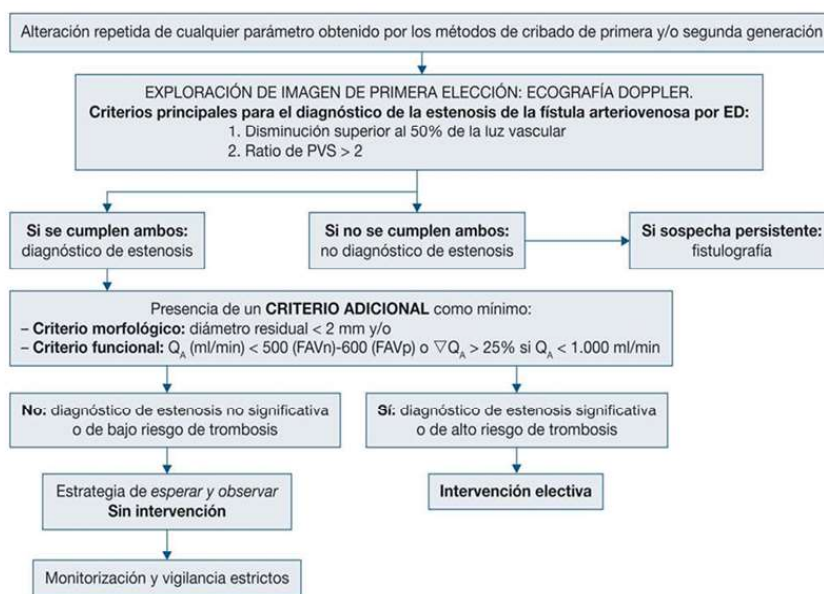 Alteración repetida de cualquier parámetro obtenido por los métodos de cribado de primera y/o segunda generación
EXPLORACIÓN DE IMAGEN DE PRIMERA ELECCIÓN: ECOGRAFÍA DOPPLER.
Criterios principales para el diagnóstico de la estenosis de la fístula arteriovenosa por ED:
1. Disminución superior al 50% de la luz vascular
2. Ratio de PVS > 2
Si se cumplen ambos:
diagnóstico de estenosis
Si no se cumplen ambos:
no diagnóstico de estenosis
Si sospecha persistente:
fistulografía
Presencia de un CRITERIO ADICIONAL como mínimo:
– Criterio morfológico: diámetro residual < 2 mm y/o
– Criterio funcional: QA (ml/min) < 500 (FAVn)-600 (FAVp) o ▽QA > 25% si QA < 1.000 ml/min
No: diagnóstico de estenosis no significativa
o de bajo riesgo de trombosis
Sí: diagnóstico de estenosis significativa
o de alto riesgo de trombosis
Estrategia de esperar y observar
Sin intervención
Intervención electiva
Monitorización y vigilancia estrictos